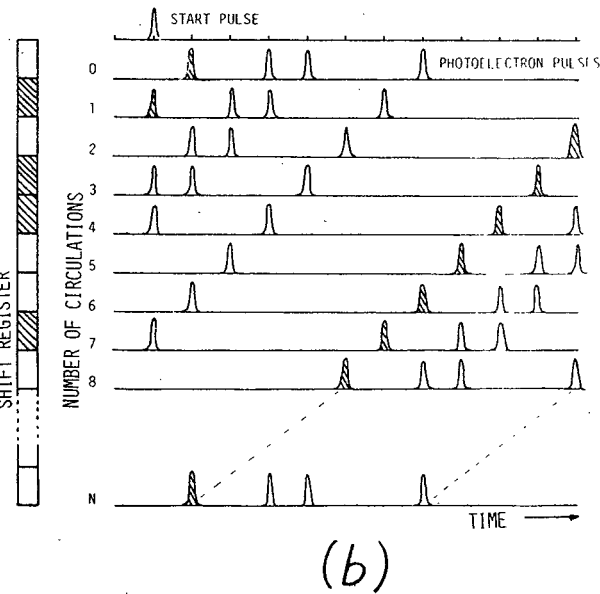 START PULSE
0
PHOTOELECTRON PULSES
1
2
3
4
5
6
7
8
N
SHIFT REGISTER
NUMBER OF CIRCULATIONS
TIME
(b)